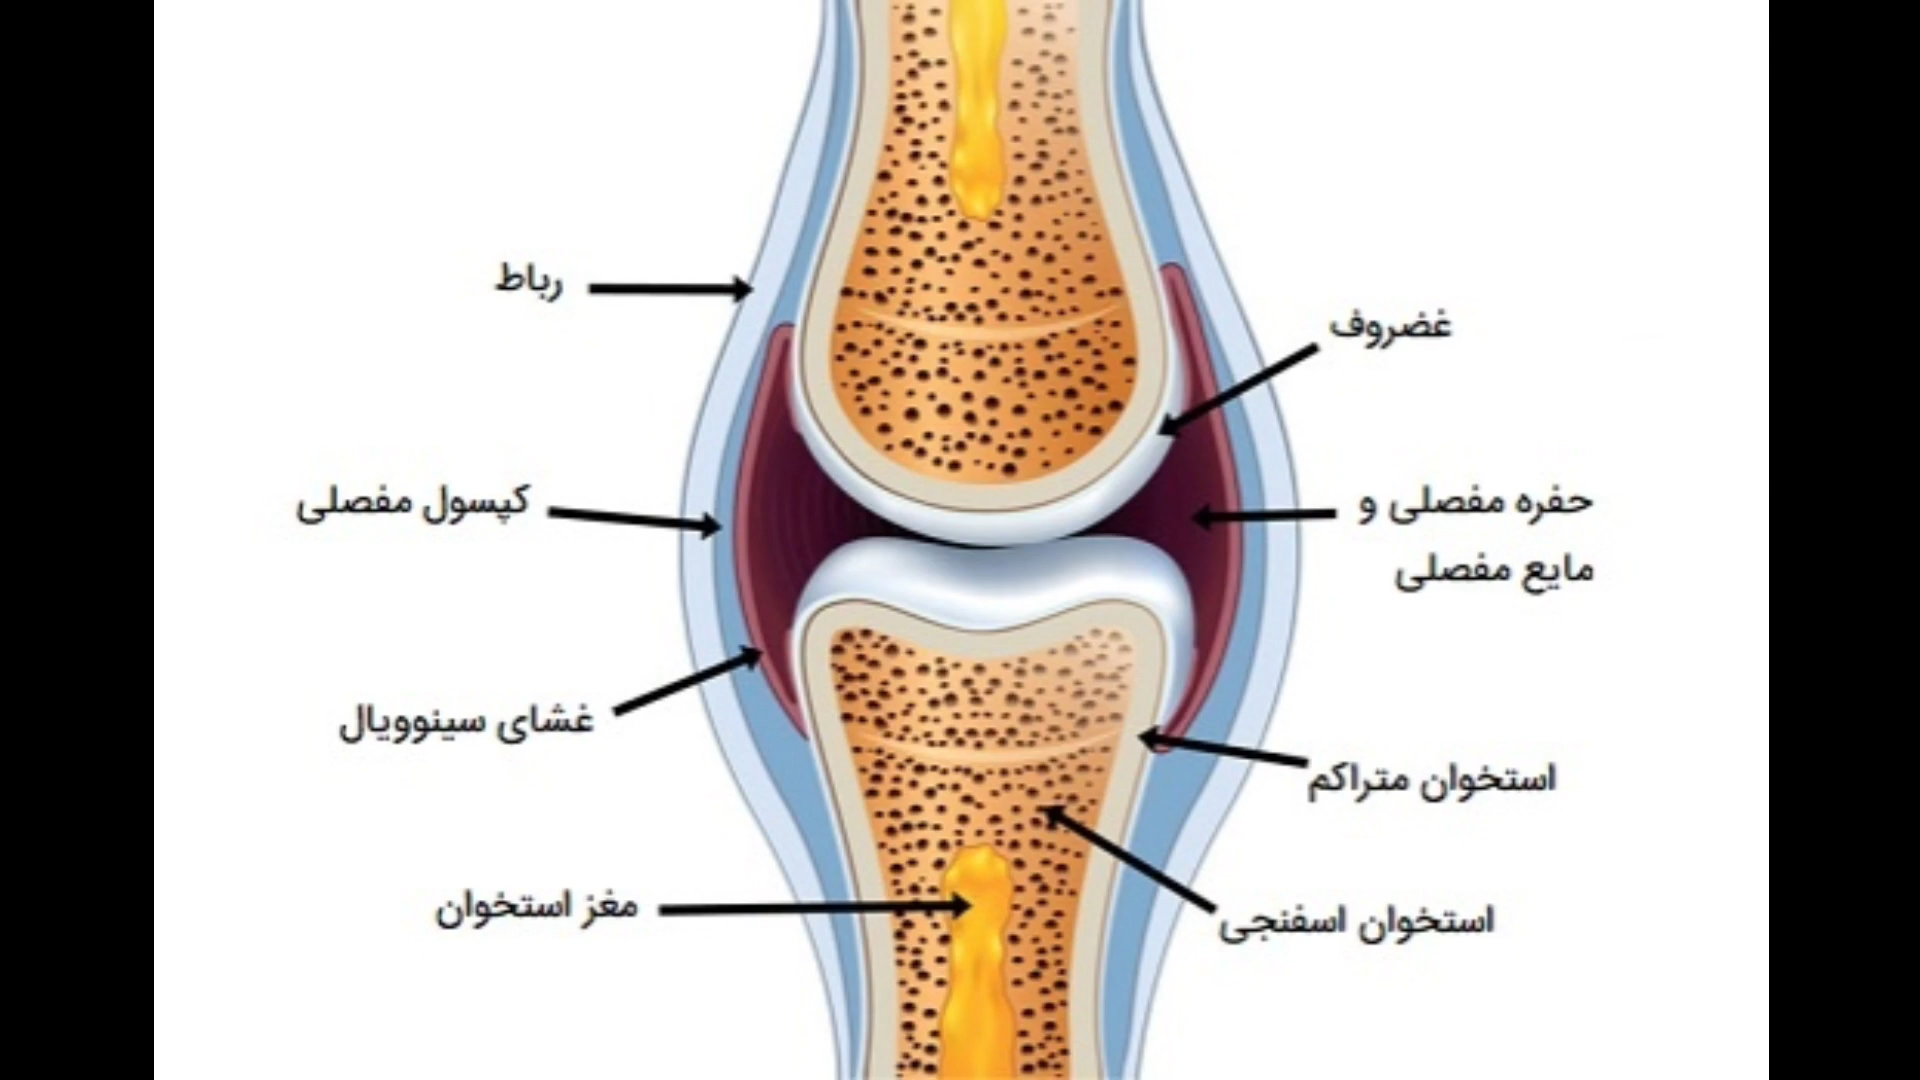 رباط
غضروف
کپسول مفصلی
حفره مفصلی و
مایع مفصلی
غشای سینوویال
استخوان متراکم
مغز استخوان
استخوان اسفنجی